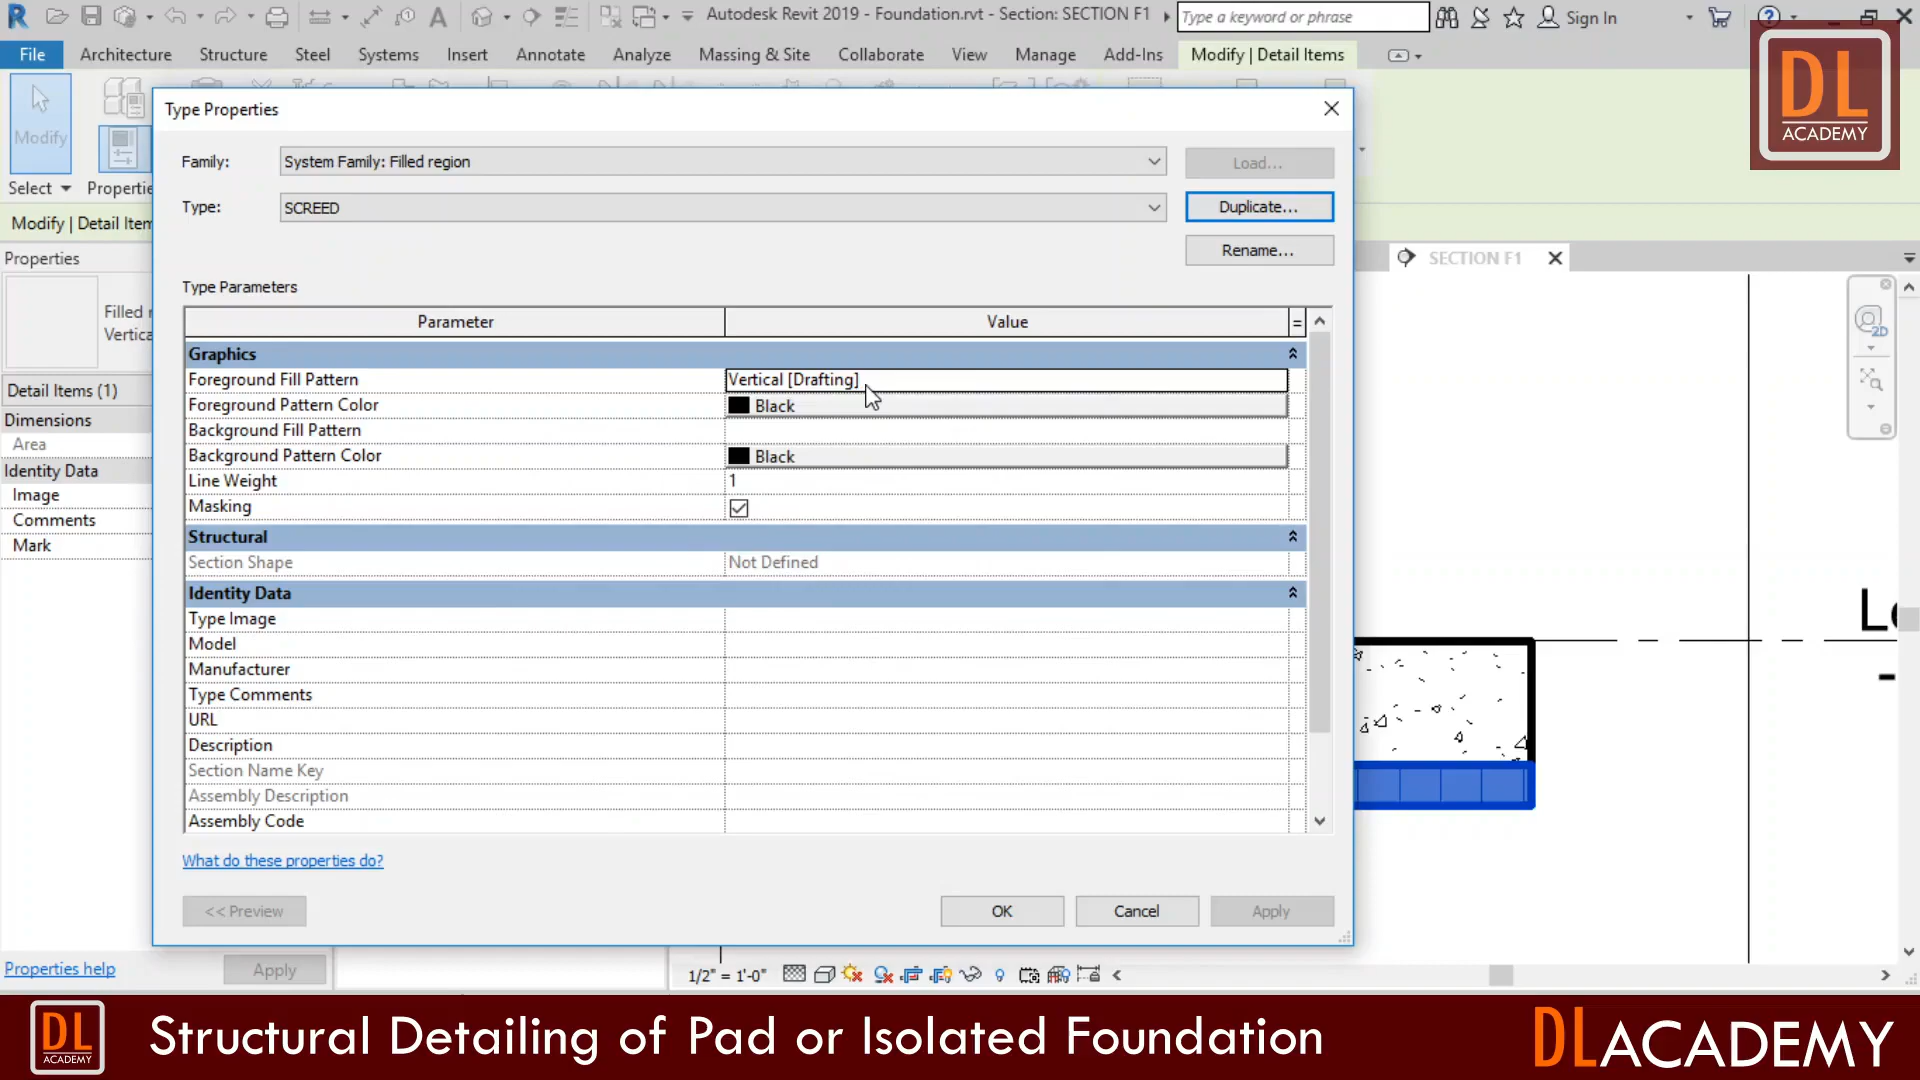 Autodesk Revit 2019 - Foundation.rvt - Section: SECTION F1
Type a keyword or phrase
Sign In
File Architecture Structure Steel Systems Insert Annotate Analyze Massing & Site Collaborate View Manage Add-Ins Modify | Detail Items
DL
ACADEMY
Modify
Select
Modify | Detail
Properties
Filled
Detail Items (1)
Dimensions
Area
Identity Data
Image
Comments
Mark
Properties help
Apply
Type Properties
Family: System Family: Filled region Load...
Type: SCREED Duplicate...
Rename...
Type Parameters
Parameter Value =
Graphics
Foreground Fill Pattern Vertical [Drafting]
Foreground Pattern Color Black
Background Fill Pattern
Background Pattern Color Black
Line Weight 1
Masking
Structural
Section Shape Not Defined
Identity Data
Type Image
Model
Manufacturer
Type Comments
URL
Description
Section Name Key
Assembly Description
Assembly Code
What do these properties do?
<< Preview OK Cancel Apply
SECTION F1
2D
1/2" = 1'-0"
DL
ACADEMY
Structural Detailing of Pad or Isolated Foundation
DLACADEMY